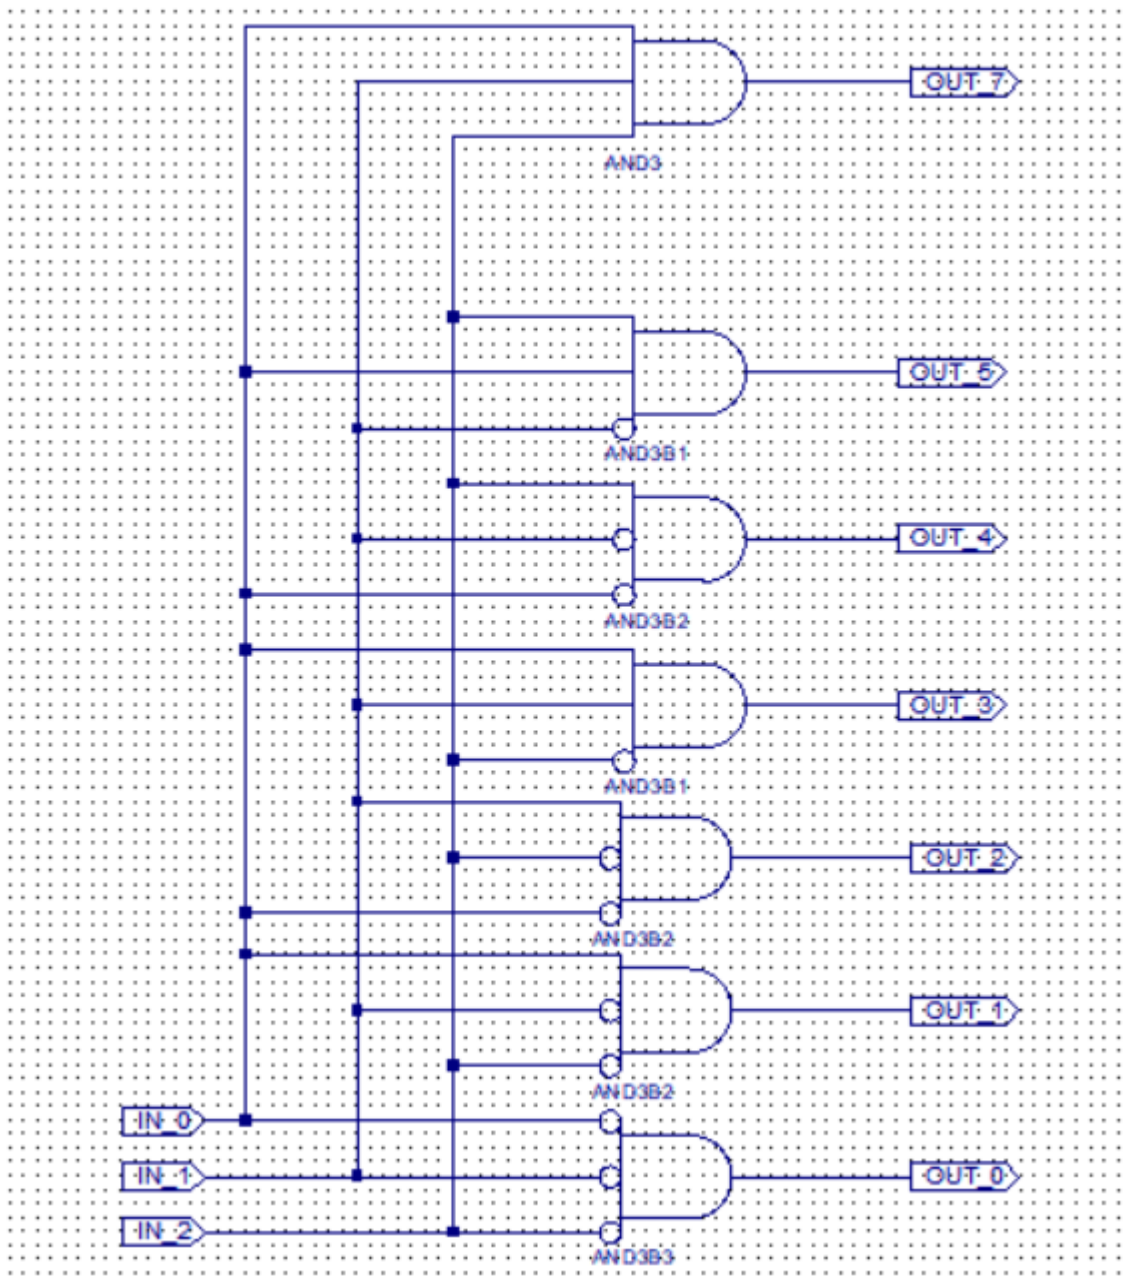 OUT_7
AND3
OUT_5
AND3B1
OUT_4
AND3B2
OUT_3
AND3B1
OUT_2
AND3B2
OUT_1
AND3B2
IN_0
IN_1
OUT_0
IN_2
AND3B3